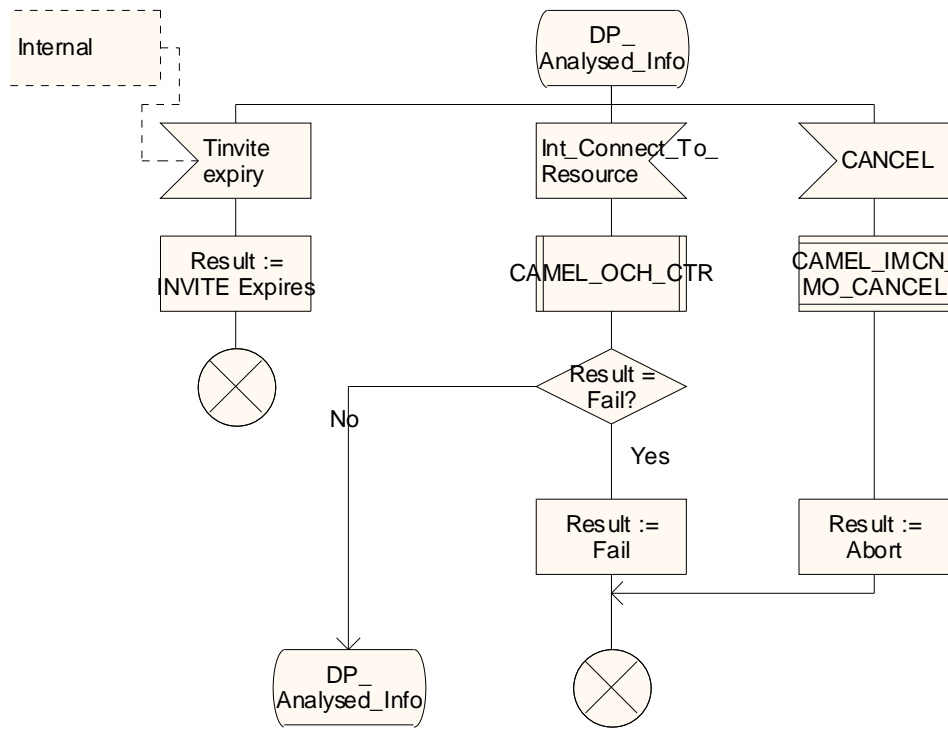 Internal
DP_
Analysed_Info
Tinvite
expiry
Int_Connect_To_
Resource
CANCEL
Result :=
INVITE Expires
CAMEL_OCH_CTR
CAMEL_IMCN_
MO_CANCEL
Result =
Fail?
No
Yes
Result :=
Fail
Result :=
Abort
DP_
Analysed_Info